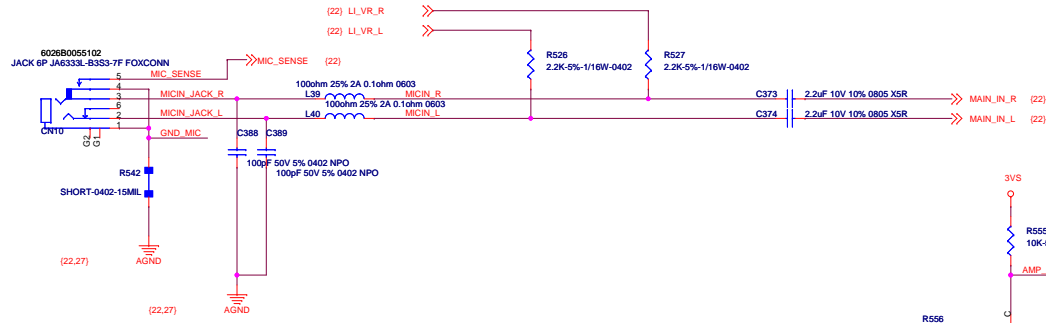 {22} LI_VR_R
{22} LI_VR_L
6026B0055102
JACK 6P JA6333L-B3S3-7F FOXCONN
MIC_SENSE {22}
R526
2.2K-5%-1/16W-0402
R527
2.2K-5%-1/16W-0402
5 MIC_SENSE
4
3 MICIN_JACK_R
6
2 MICIN_JACK_L
1
100ohm 25% 2A 0.1ohm 0603
L39 MICIN_R
100ohm 25% 2A 0.1ohm 0603
L40 MICIN_L
C373 2.2uF 10V 10% 0805 X5R MAIN_IN_R {22}
C374 2.2uF 10V 10% 0805 X5R MAIN_IN_L {22}
CN10
G2
G1
GND_MIC
C388
C389
100pF 50V 5% 0402 NPO
100pF 50V 5% 0402 NPO
R542
SHORT-0402-15MIL
3VS
R555
10K-
AMP_
{22,27} AGND
{22,27} AGND
R556
C